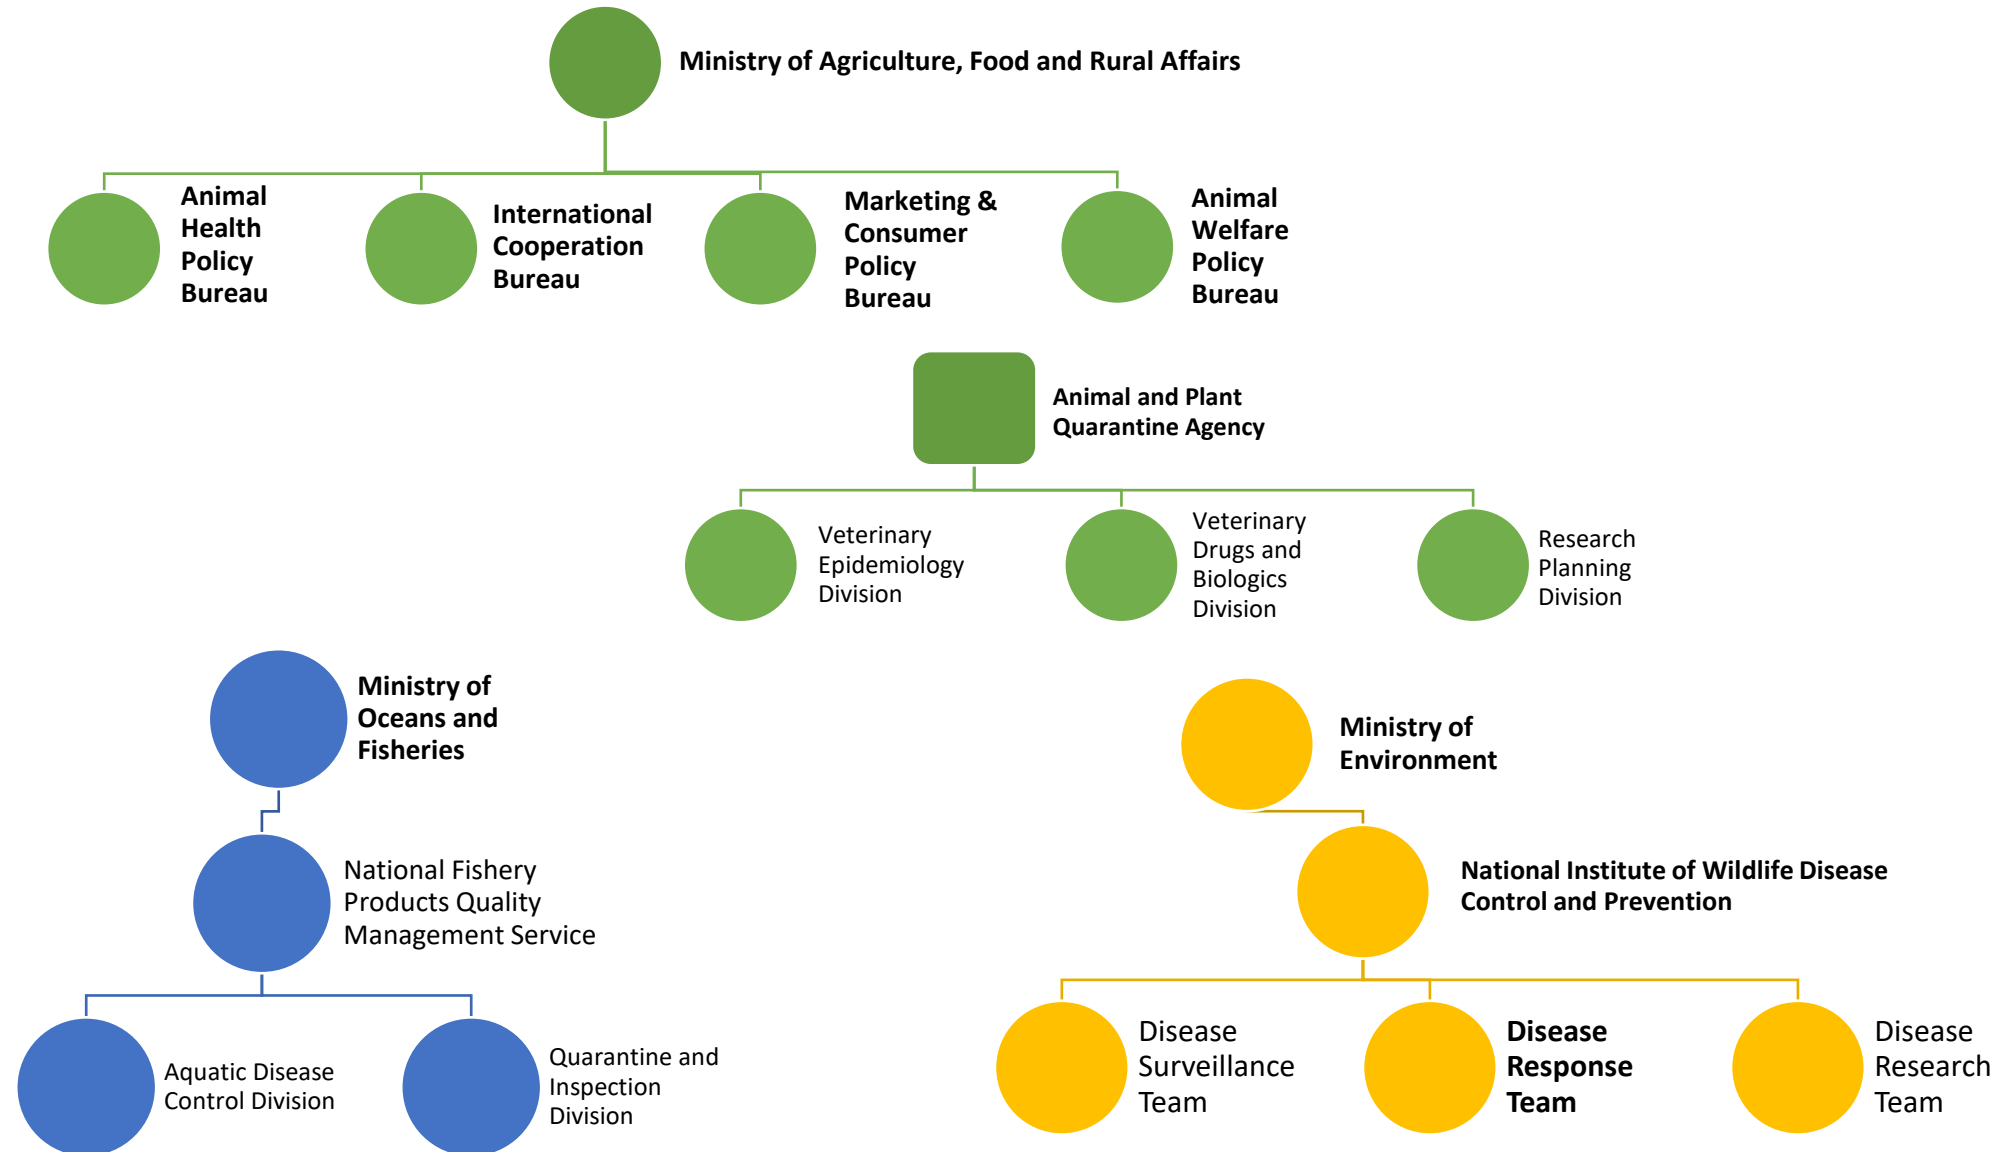 Ministry of Agriculture, Food and Rural Affairs
Animal
Health
Policy
Bureau
International
Cooperation
Bureau
Marketing &
Consumer
Policy
Bureau
Animal
Welfare
Policy
Bureau
Animal and Plant
Quarantine Agency
Veterinary
Epidemiology
Division
Veterinary
Drugs and
Biologics
Division
Research
Planning
Division
Ministry of
Oceans and
Fisheries
National Fishery
Products Quality
Management Service
Aquatic Disease
Control Division
Quarantine and
Inspection
Division
Ministry of
Environment
National Institute of Wildlife Disease
Control and Prevention
Disease
Surveillance
Team
Disease
Response
Team
Disease
Research
Team